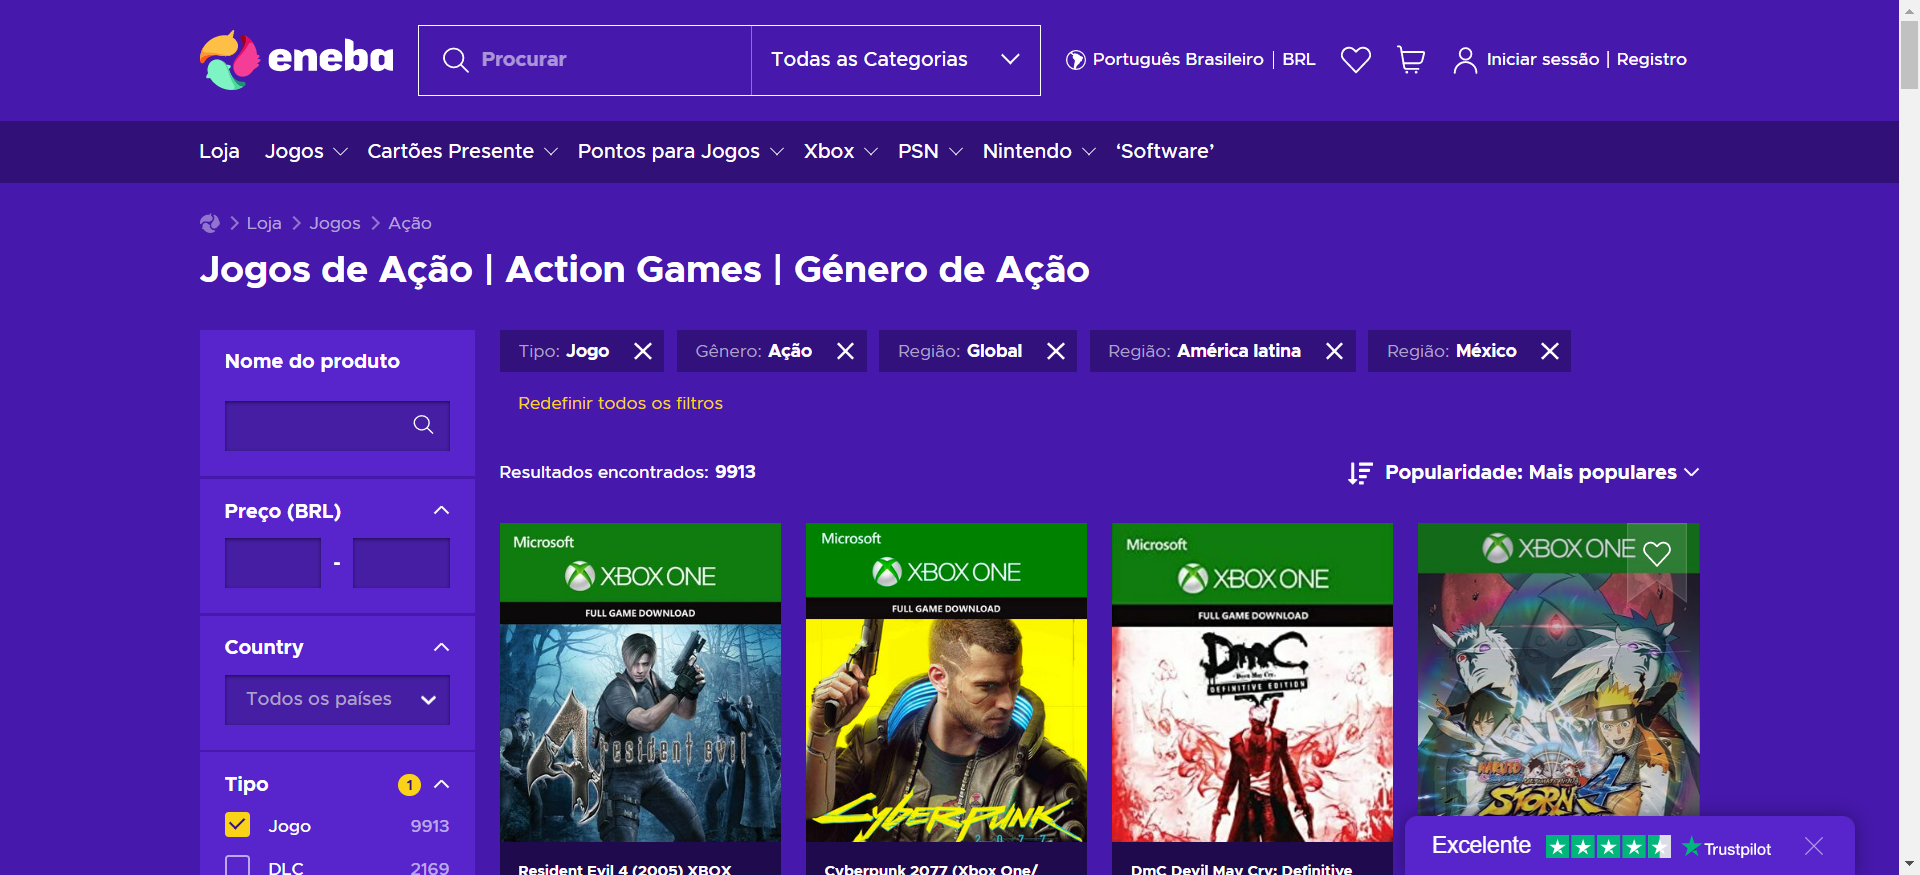 eneba
Procurar
Todas as Categorias
Português Brasileiro | BRL
Iniciar sessão | Registro
Loja
Jogos
Cartões Presente
Pontos para Jogos
Xbox
PSN
Nintendo
‘Software’
Loja
Jogos
Ação
Jogos de Ação | Action Games | Género de Ação
Nome do produto
Preço (BRL)
-
Country
Todos os países
Tipo
1
Jogo 9913
DLC 2169
Tipo: Jogo
Gênero: Ação
Região: Global
Região: América latina
Região: México
Redefinir todos os filtros
Resultados encontrados: 9913
Popularidade: Mais populares
Microsoft
XBOX ONE
FULL GAME DOWNLOAD
resident evil 4
Resident Evil 4 (2005) XBOX
Microsoft
XBOX ONE
FULL GAME DOWNLOAD
CYBERPUNK
2077
Cyberpunk 2077 (Xbox One/
Microsoft
XBOX ONE
FULL GAME DOWNLOAD
DmC
Devil May Cry
DEFINITIVE EDITION
DmC Devil May Cry: Definitive
XBOX ONE
NARUTO
STORM 4
Excelente
Trustpilot